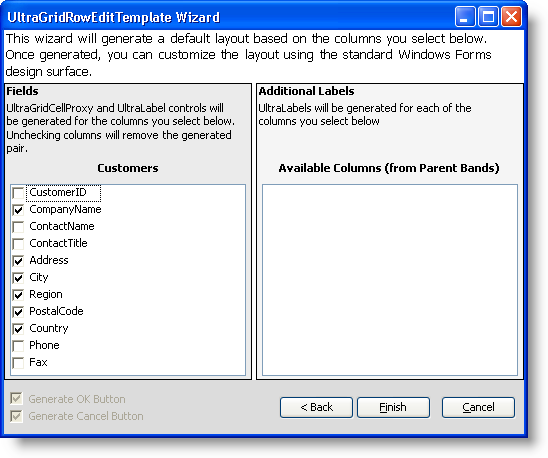 UltraGridRowEditTemplate Wizard
This wizard will generate a default layout based on the columns you select below.
Once generated, you can customize the layout using the standard Windows Forms
design surface.
Fields
UltraGridCellProxy and UltraLabel controls will
be generated for the columns you select below.
Unchecking columns will remove the generated
pair.
Customers
CustomerID
CompanyName
ContactName
ContactTitle
Address
City
Region
PostalCode
Country
Phone
Fax
Additional Labels
UltraLabels will be generated for each of the
columns you select below
Available Columns (from Parent Bands)
Generate OK Button
Generate Cancel Button
< Back
Finish
Cancel